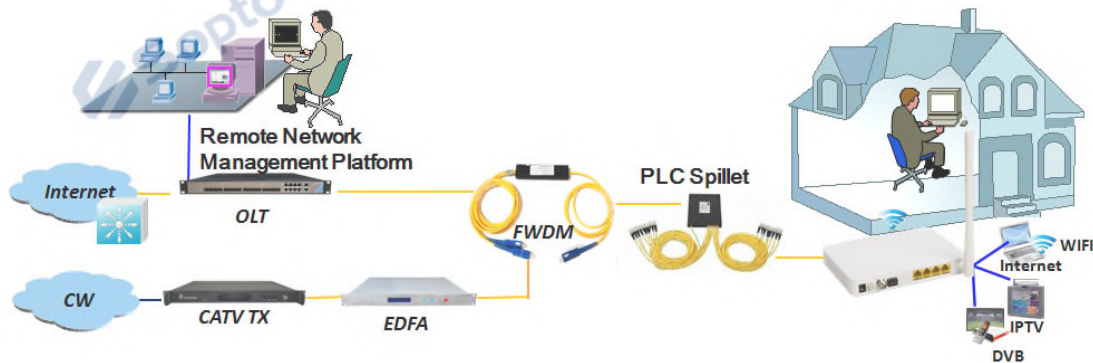 Remote Network
Management Platform
Internet
OLT
FWDM
PLC Spillet
CW
CATV TX
EDFA
WIFI
Internet
IPTV
DVB